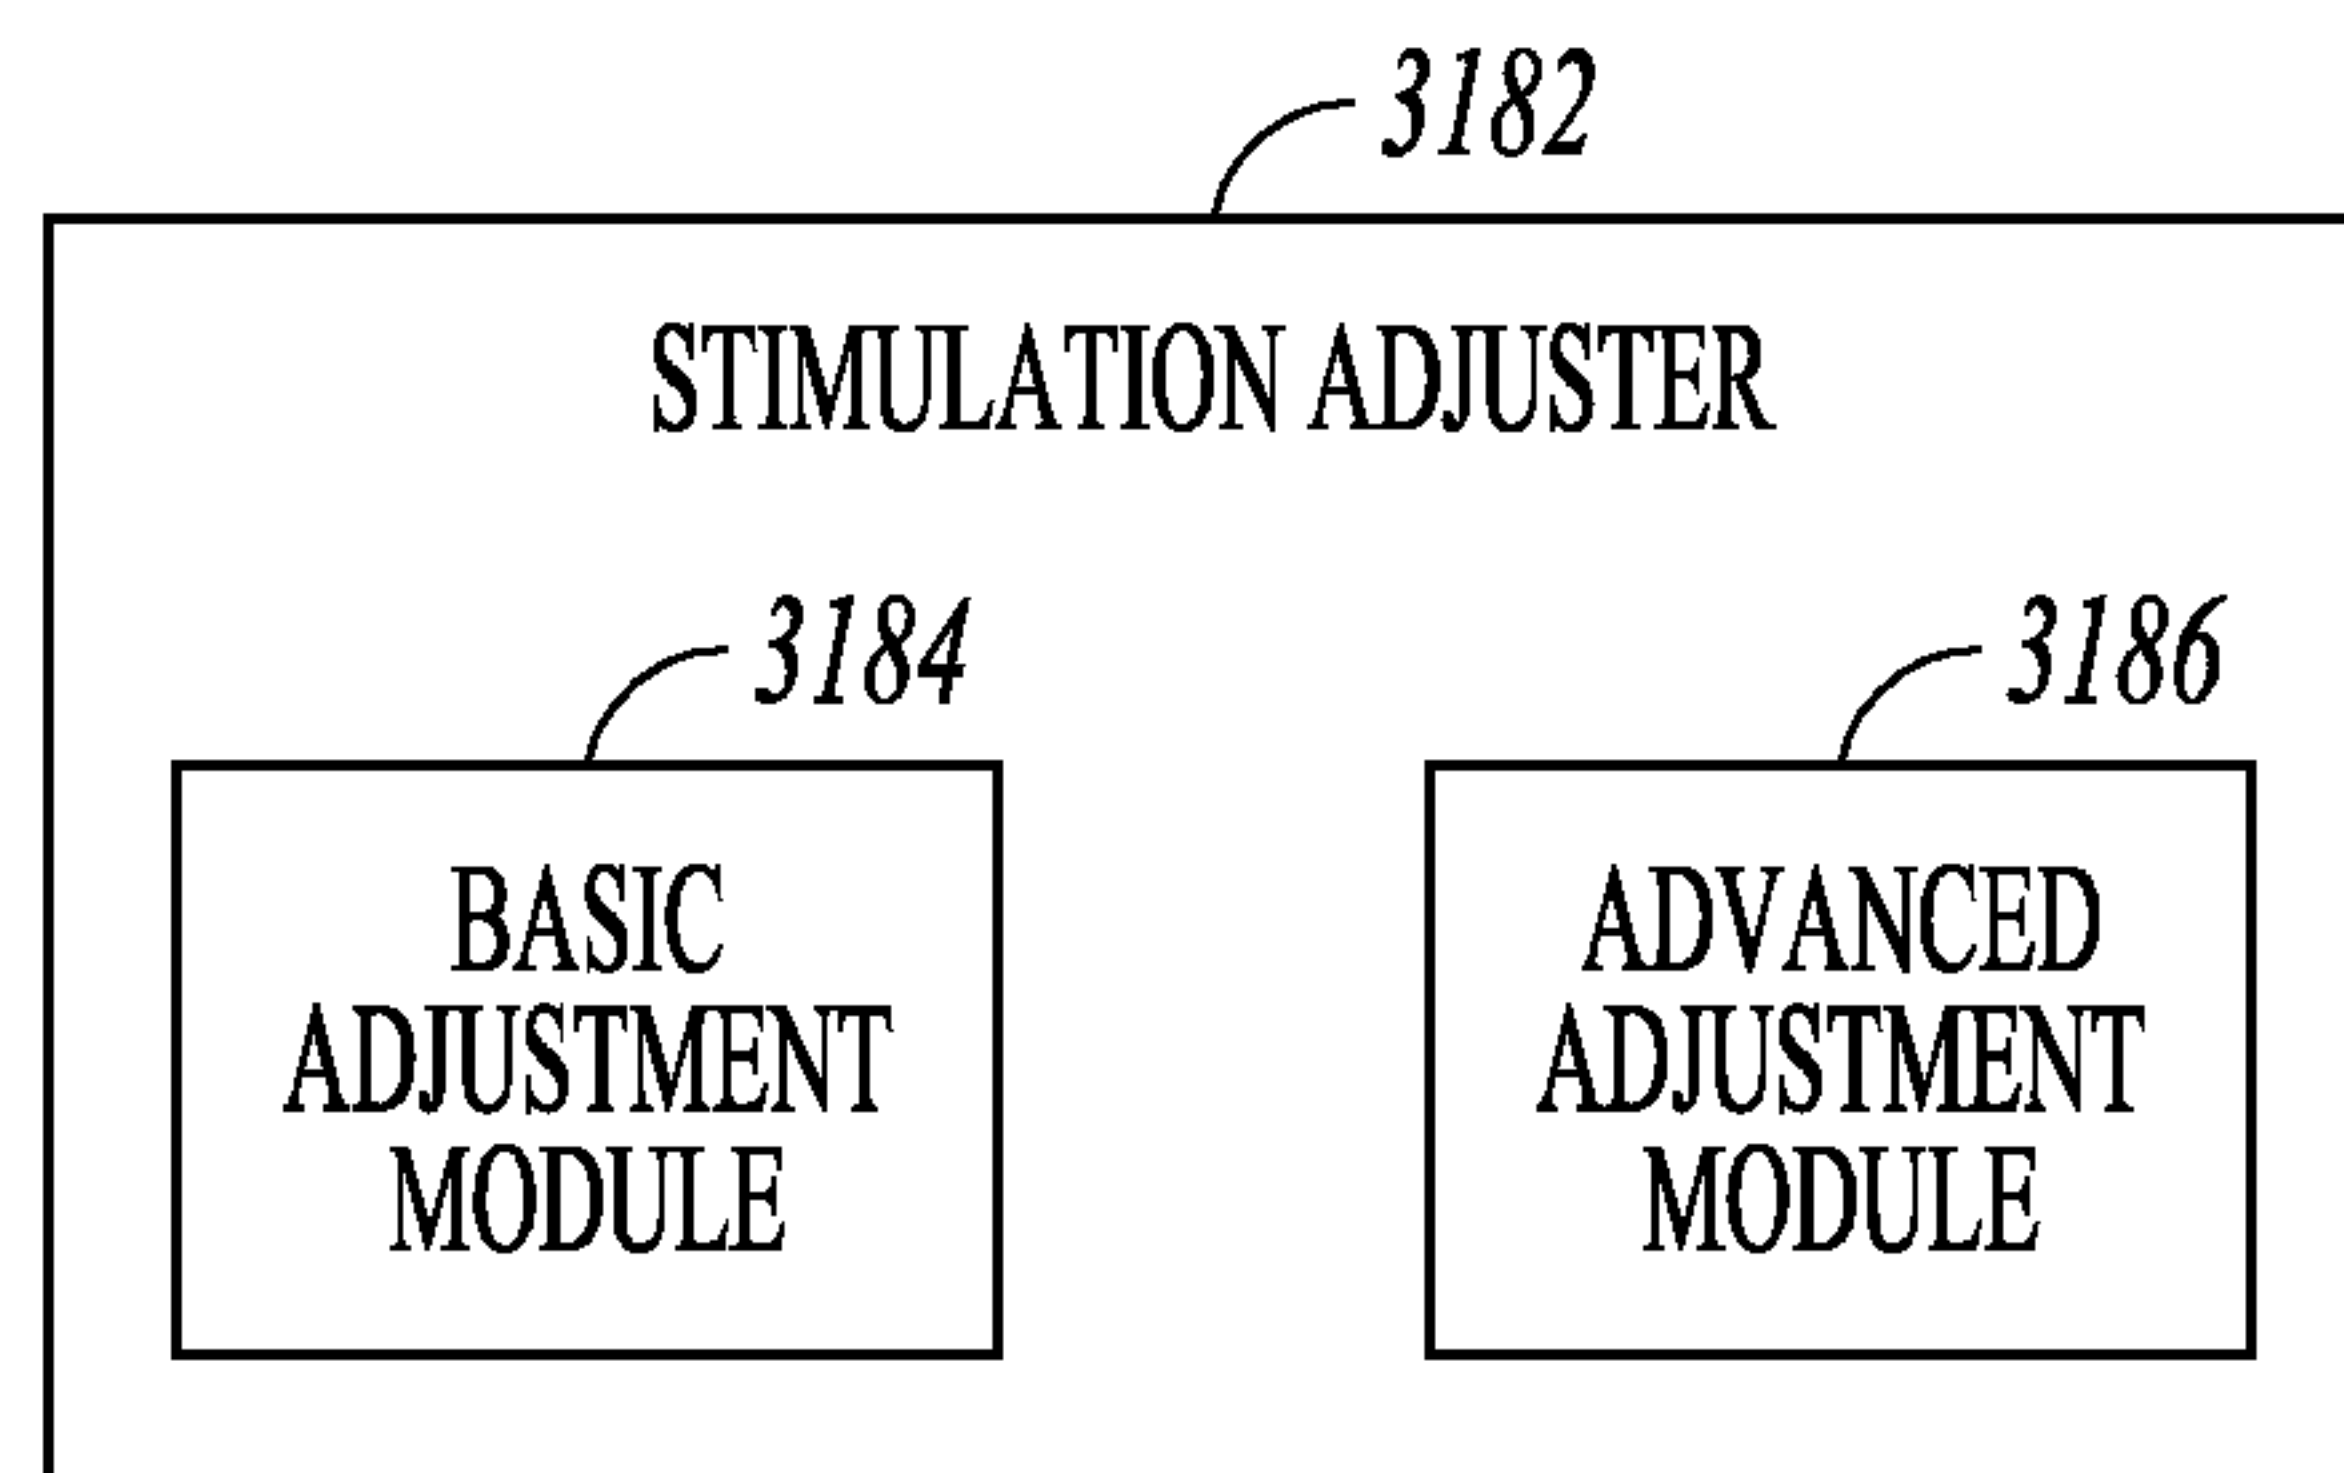 3182
STIMULATION ADJUSTER
3184
3186
BASIC
ADJUSTMENT
MODULE
ADVANCED
ADJUSTMENT
MODULE